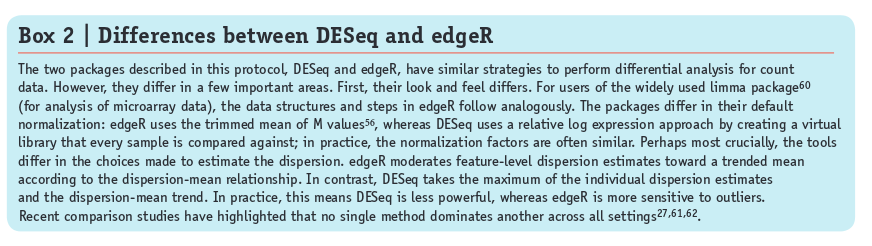 Box 2 | Differences between DESeq and edgeR
The two packages described in this protocol, DESeq and edgeR, have similar strategies to perform differential analysis for count
data. However, they differ in a few important areas. First, their look and feel differs. For users of the widely used limma package60
(for analysis of microarray data), the data structures and steps in edgeR follow analogously. The packages differ in their default
normalization: edgeR uses the trimmed mean of M values56, whereas DESeq uses a relative log expression approach by creating a virtual
library that every sample is compared against; in practice, the normalization factors are often similar. Perhaps most crucially, the tools
differ in the choices made to estimate the dispersion. edgeR moderates feature-level dispersion estimates toward a trended mean
according to the dispersion-mean relationship. In contrast, DESeq takes the maximum of the individual dispersion estimates
and the dispersion-mean trend. In practice, this means DESeq is less powerful, whereas edgeR is more sensitive to outliers.
Recent comparison studies have highlighted that no single method dominates another across all settings27,61,62.